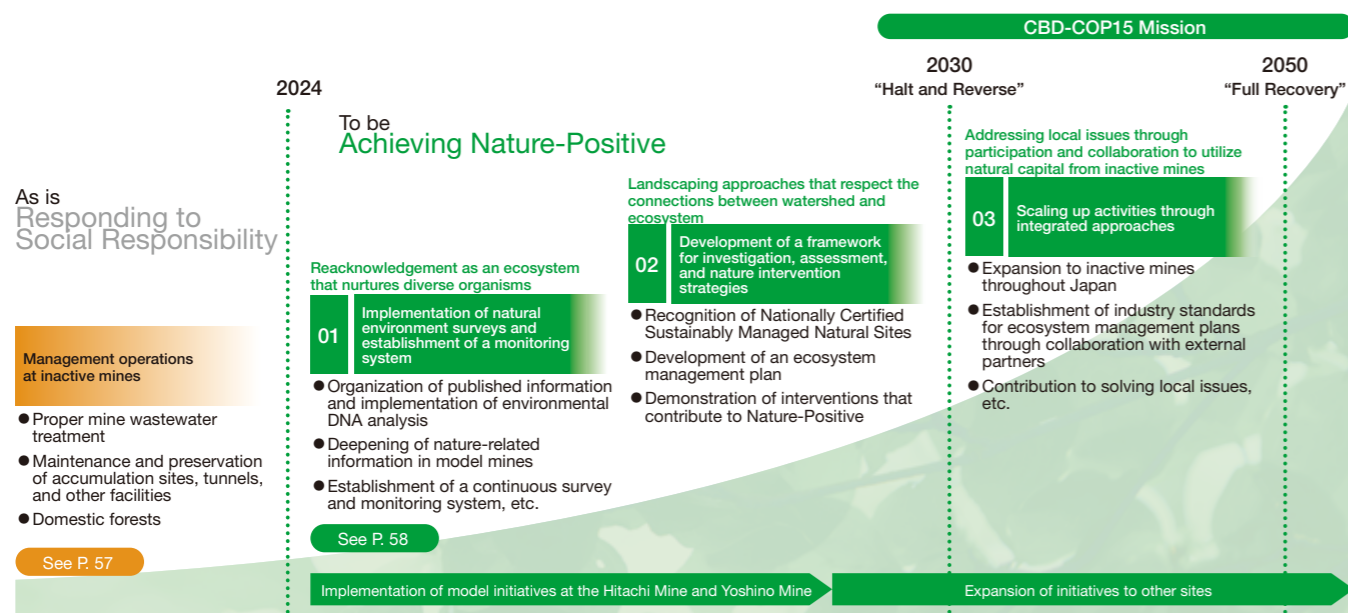 CBD-COP15 Mission
2024
2030
"Halt and Reverse"
2050
"Full Recovery"
To be
Achieving Nature-Positive
As is
Responding to
Social Responsibility
Management operations
at inactive mines
● Proper mine wastewater
treatment
● Maintenance and preservation
of accumulation sites, tunnels,
and other facilities
● Domestic forests
See P. 57
Reacknowledgement as an ecosystem
that nurtures diverse organisms
01
Implementation of natural
environment surveys and
establishment of a monitoring
system
● Organization of published information
and implementation of environmental
DNA analysis
● Deepening of nature-related
information in model mines
● Establishment of a continuous survey
and monitoring system, etc.
See P. 58
Landscaping approaches that respect the
connections between watershed and
ecosystem
02
Development of a framework
for investigation, assessment,
and nature intervention
strategies
● Recognition of Nationally Certified
Sustainably Managed Natural Sites
● Development of an ecosystem
management plan
● Demonstration of interventions that
contribute to Nature-Positive
Addressing local issues through
participation and collaboration to utilize
natural capital from inactive mines
03
Scaling up activities through
integrated approaches
● Expansion to inactive mines
throughout Japan
● Establishment of industry standards
for ecosystem management plans
through collaboration with external
partners
● Contribution to solving local issues,
etc.
Implementation of model initiatives at the Hitachi Mine and Yoshino Mine
Expansion of initiatives to other sites